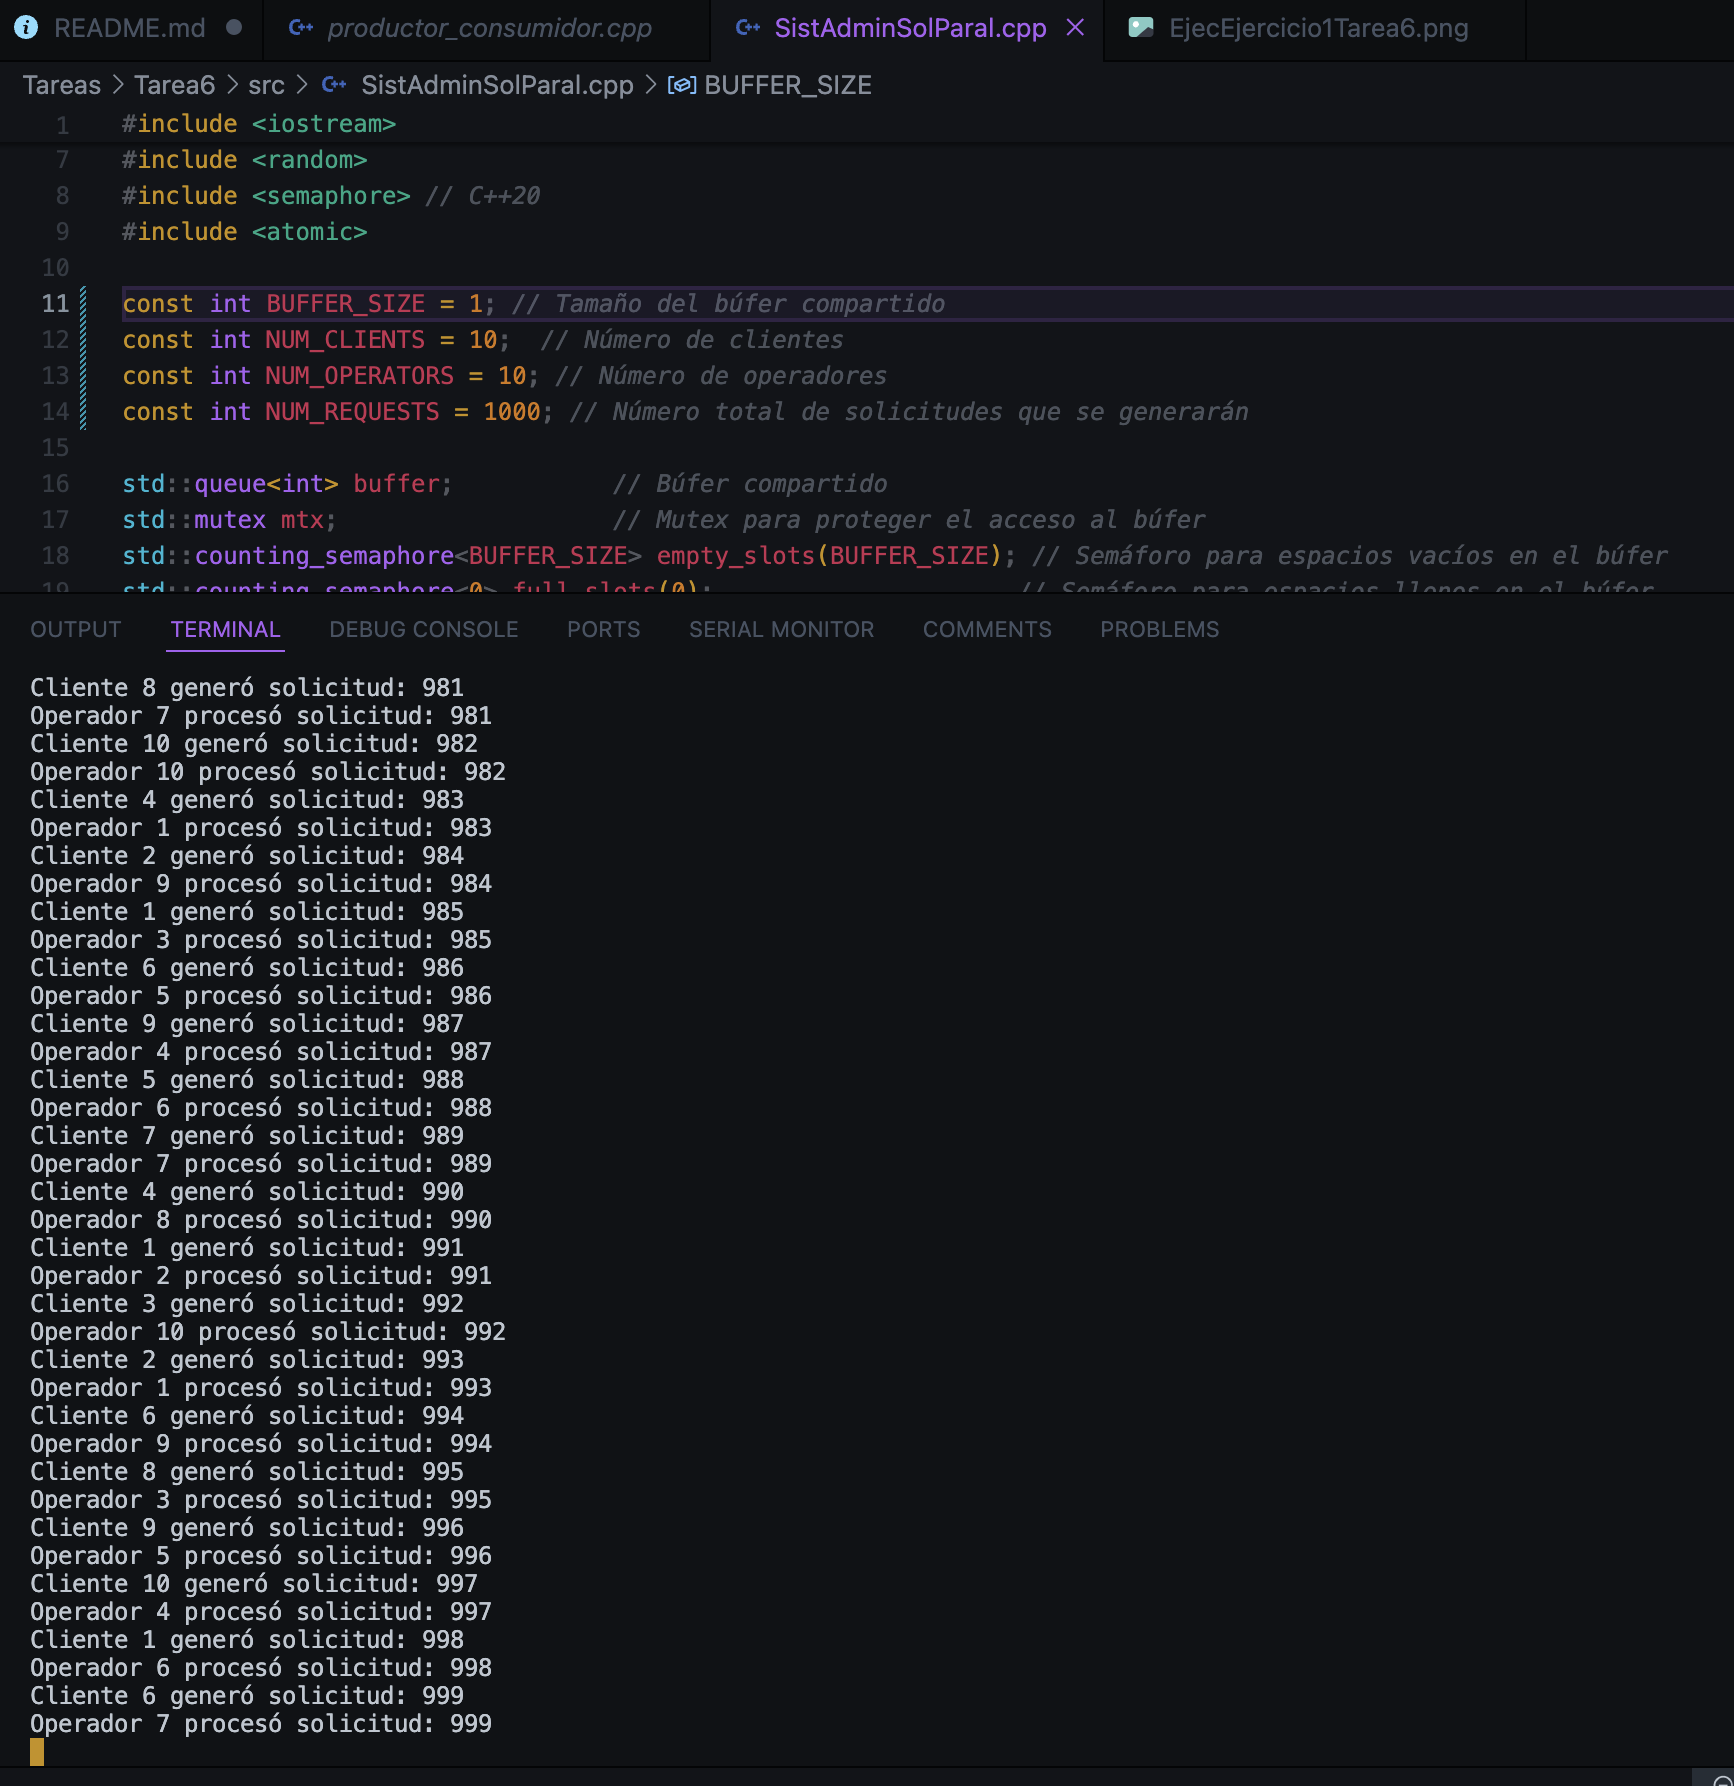 README.md
productor_consumidor.cpp
SistAdminSolParal.cpp
EjecEjercicio1Tarea6.png
Tareas > Tarea6 > src > SistAdminSolParal.cpp > BUFFER_SIZE
1 #include <iostream>
7 #include <random>
8 #include <semaphore> // C++20
9 #include <atomic>
10
11 const int BUFFER_SIZE = 1; // Tamaño del búfer compartido
12 const int NUM_CLIENTS = 10;  // Número de clientes
13 const int NUM_OPERATORS = 10; // Número de operadores
14 const int NUM_REQUESTS = 1000; // Número total de solicitudes que se generarán
15
16 std::queue<int> buffer;           // Búfer compartido
17 std::mutex mtx;                   // Mutex para proteger el acceso al búfer
18 std::counting_semaphore<BUFFER_SIZE> empty_slots(BUFFER_SIZE); // Semáforo para espacios vacíos en el búfer
19 std::counting_semaphore<0> full_slots(0);                     // Semáforo para espacios llenos en el búfer
OUTPUT TERMINAL DEBUG CONSOLE PORTS SERIAL MONITOR COMMENTS PROBLEMS
Cliente 8 generó solicitud: 981
Operador 7 procesó solicitud: 981
Cliente 10 generó solicitud: 982
Operador 10 procesó solicitud: 982
Cliente 4 generó solicitud: 983
Operador 1 procesó solicitud: 983
Cliente 2 generó solicitud: 984
Operador 9 procesó solicitud: 984
Cliente 1 generó solicitud: 985
Operador 3 procesó solicitud: 985
Cliente 6 generó solicitud: 986
Operador 5 procesó solicitud: 986
Cliente 9 generó solicitud: 987
Operador 4 procesó solicitud: 987
Cliente 5 generó solicitud: 988
Operador 6 procesó solicitud: 988
Cliente 7 generó solicitud: 989
Operador 7 procesó solicitud: 989
Cliente 4 generó solicitud: 990
Operador 8 procesó solicitud: 990
Cliente 1 generó solicitud: 991
Operador 2 procesó solicitud: 991
Cliente 3 generó solicitud: 992
Operador 10 procesó solicitud: 992
Cliente 2 generó solicitud: 993
Operador 1 procesó solicitud: 993
Cliente 6 generó solicitud: 994
Operador 9 procesó solicitud: 994
Cliente 8 generó solicitud: 995
Operador 3 procesó solicitud: 995
Cliente 9 generó solicitud: 996
Operador 5 procesó solicitud: 996
Cliente 10 generó solicitud: 997
Operador 4 procesó solicitud: 997
Cliente 1 generó solicitud: 998
Operador 6 procesó solicitud: 998
Cliente 6 generó solicitud: 999
Operador 7 procesó solicitud: 999